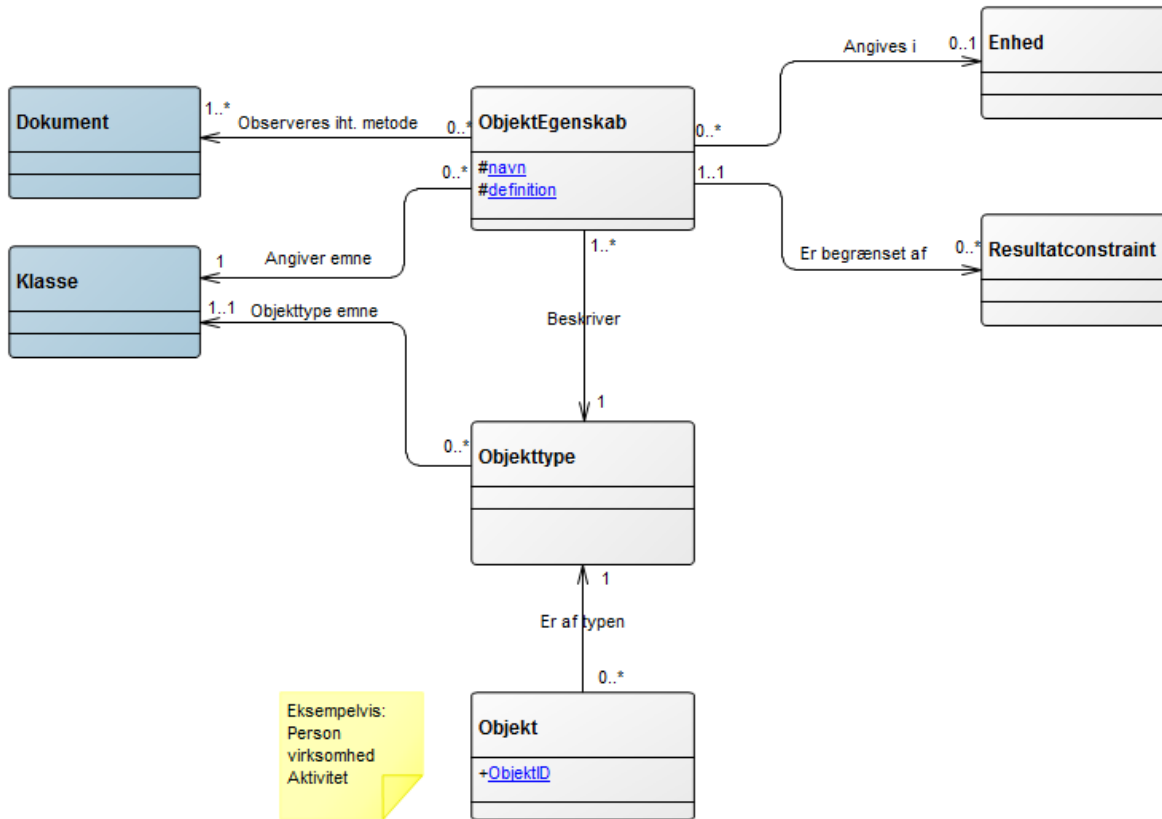 Enhed
Angives i
0..1
Dokument
1..*
Observeres iht. metode
0..*
ObjektEgenskab
#navn
#definition
0..*
1..1
0..*
Klasse
1
Angiver emne
1..1
Objekttype emne
1..*
Beskriver
Er begrænset af
0..*
Resultatconstraint
1
0..*
Objekttype
1
Er af typen
0..*
Eksempelvis:
Person
virksomhed
Aktivitet
Objekt
+ObjektID